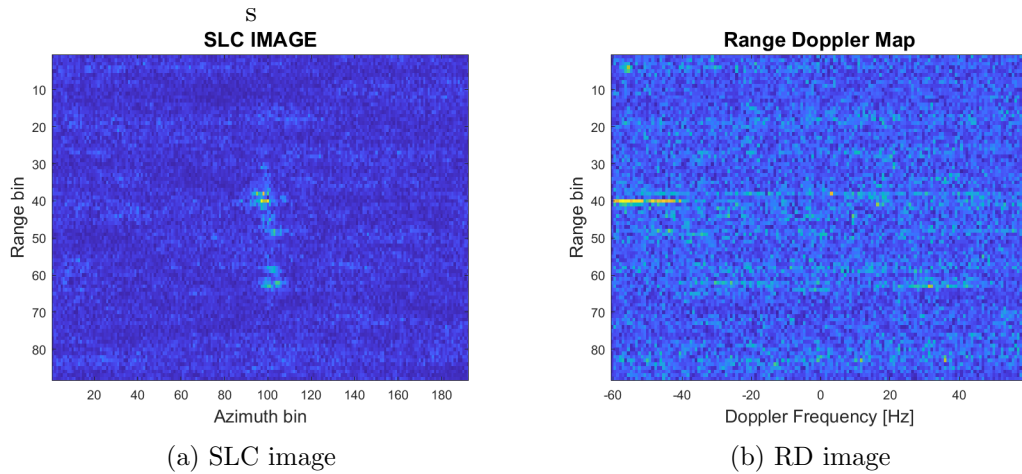 s
SLC IMAGE
Range bin
10
20
30
40
50
60
70
80
20 40 60 80 100 120 140 160 180
Azimuth bin
(a) SLC image
Range Doppler Map
Range bin
10
20
30
40
50
60
70
80
-60 -40 -20 0 20 40
Doppler Frequency [Hz]
(b) RD image